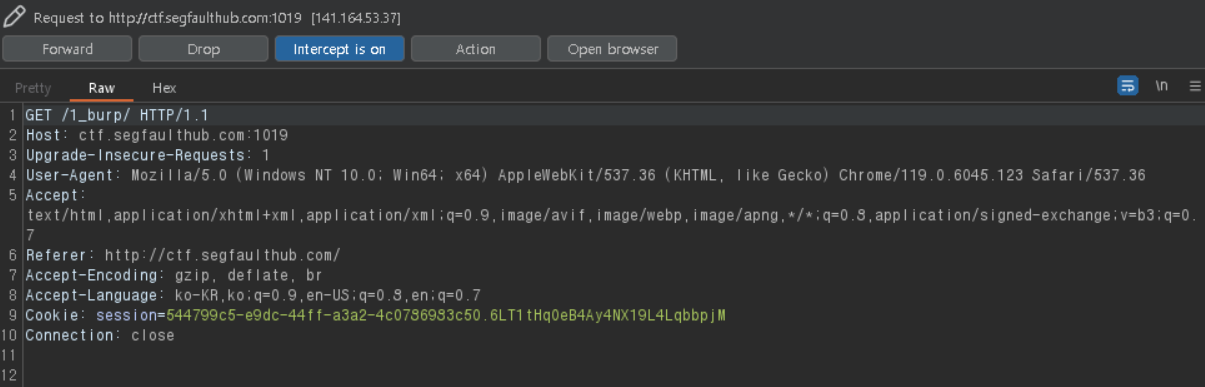 Request to http://ctf.segfaulthub.com:1019 [141.164.53.37]
Forward Drop Intercept is on Action Open browser
Pretty Raw Hex \n
1 GET /1_burp/ HTTP/1.1
2 Host: ctf.segfaulthub.com:1019
3 Upgrade-Insecure-Requests: 1
4 User-Agent: Mozilla/5.0 (Windows NT 10.0; Win64; x64) AppleWebKit/537.36 (KHTML, like Gecko) Chrome/119.0.6045.123 Safari/537.36
5 Accept:
text/html,application/xhtml+xml,application/xml;q=0.9,image/avif,image/webp,image/apng,*/*;q=0.8,application/signed-exchange;v=b3;q=0.
7
6 Referer: http://ctf.segfaulthub.com/
7 Accept-Encoding: gzip, deflate, br
8 Accept-Language: ko-KR,ko;q=0.9,en-US;q=0.8,en;q=0.7
9 Cookie: session=544799c5-e9dc-44ff-a3a2-4c0786983c50.6LT1tHq0eB4Ay4NX19L4LqbbpjM
10 Connection: close
11
12